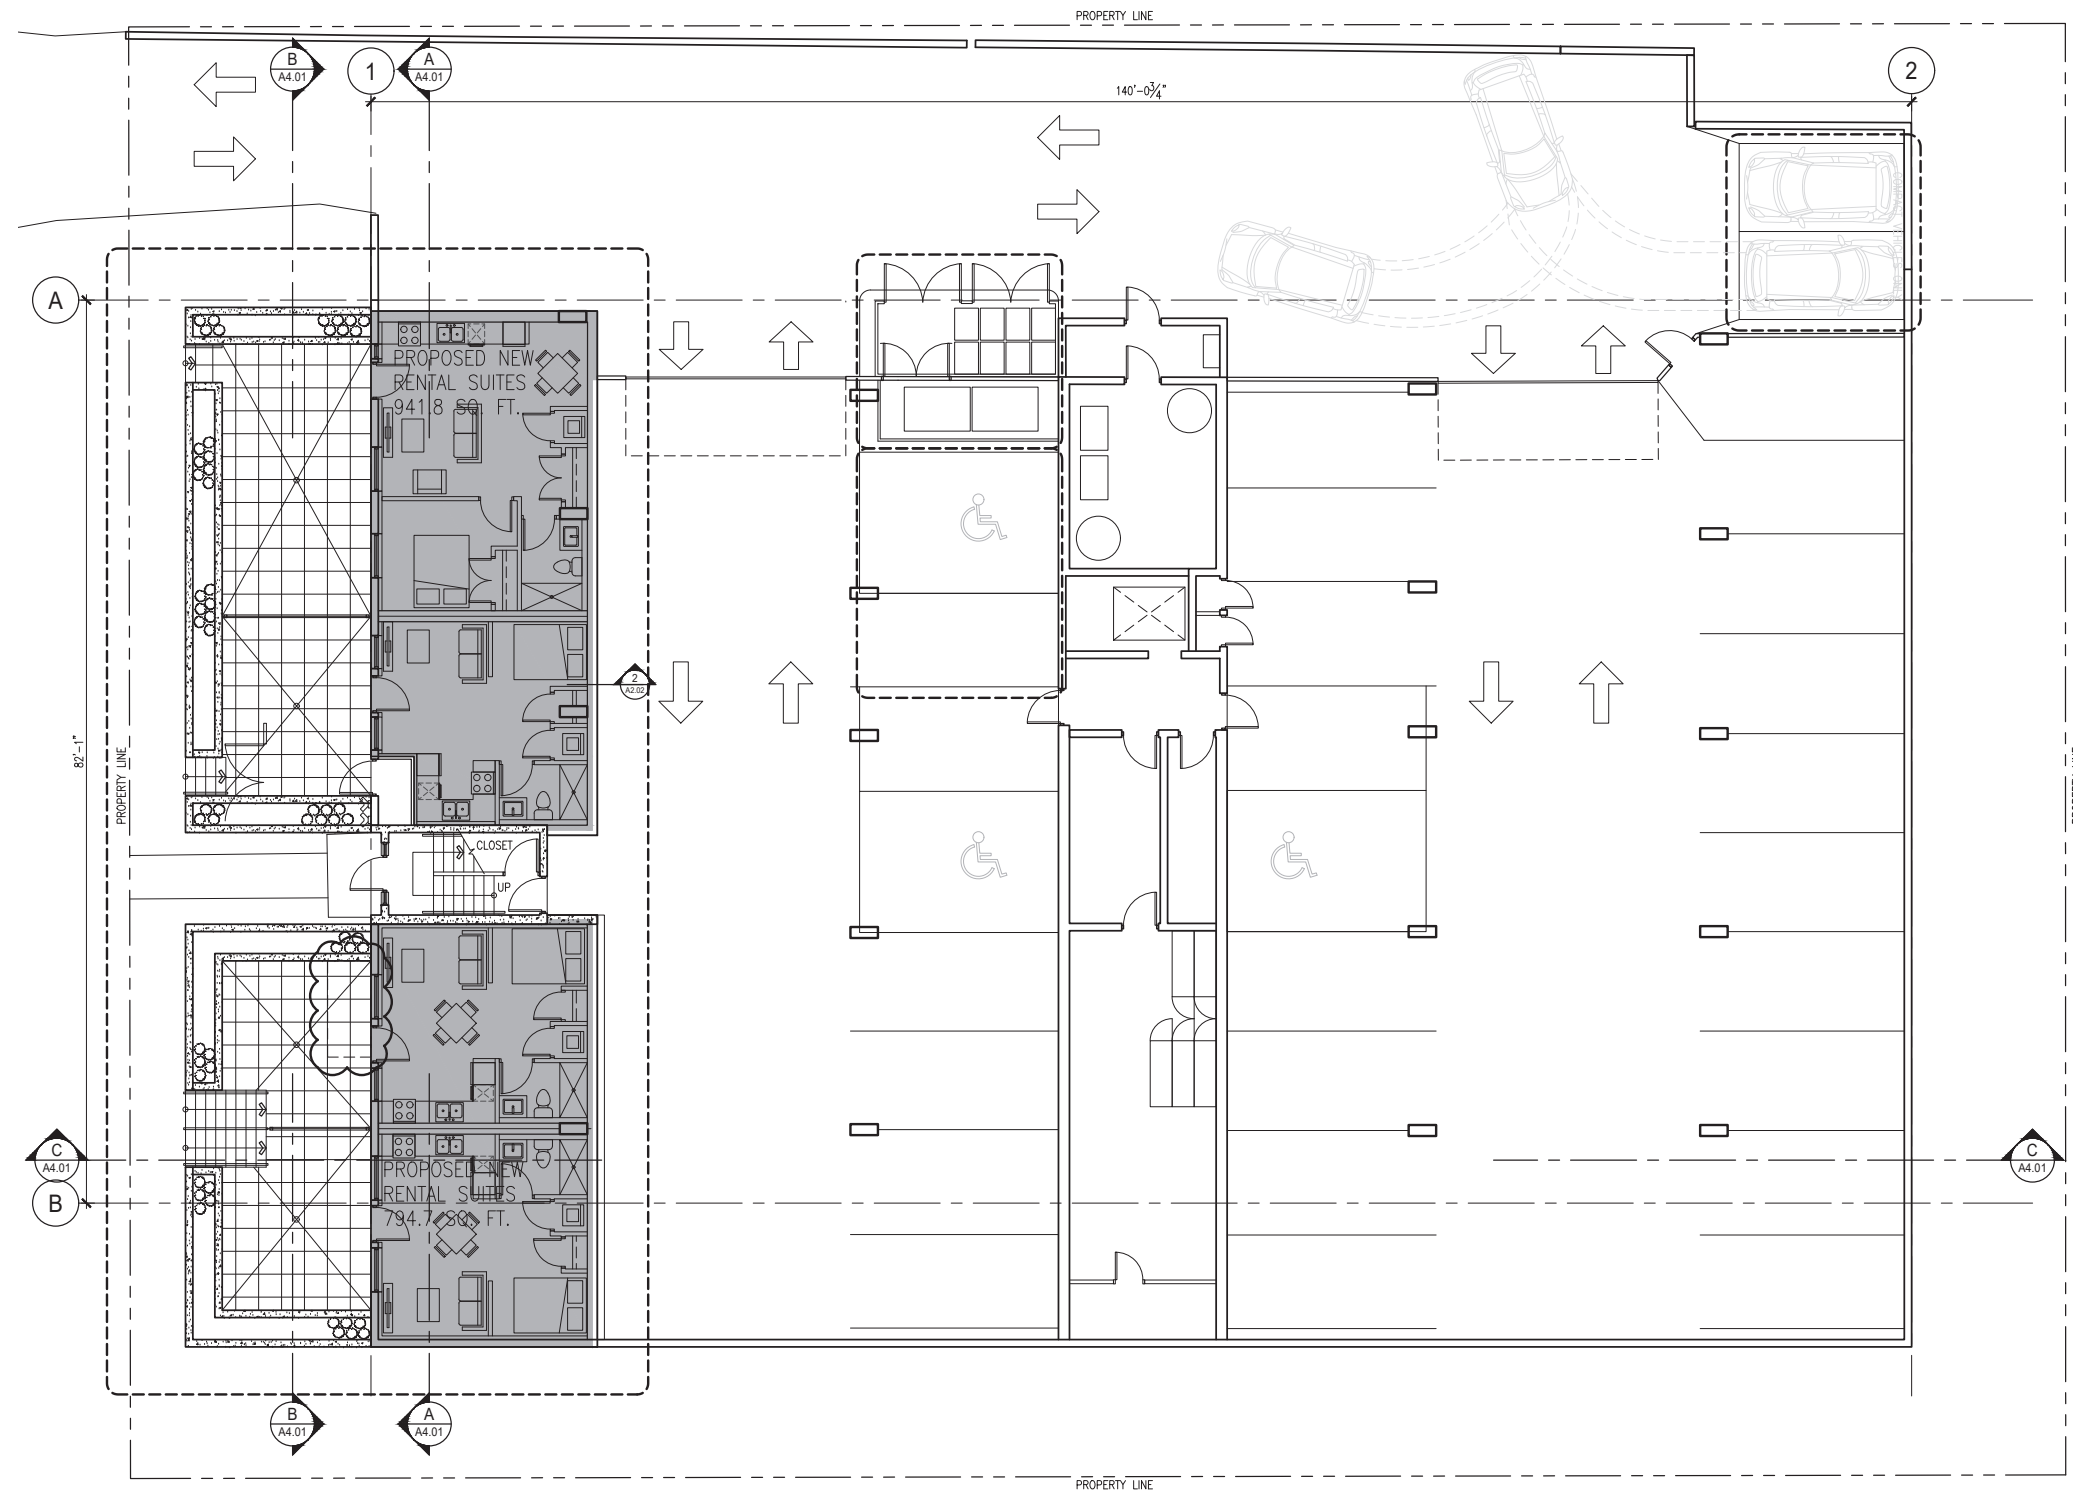 PROPERTY LINE
B
A4.01
1
A
A4.01
2
140'-0¾"
A
PROPOSED NEW
RENTAL SUITES
941.8 SQ. FT.
2
A2.02
82'-1"
PROPERTY LINE
CLOSET
UP
C
A4.01
B
PROPOSED NEW
RENTAL SUITES
794.7 SQ. FT.
C
A4.01
B
A4.01
A
A4.01
PROPERTY LINE